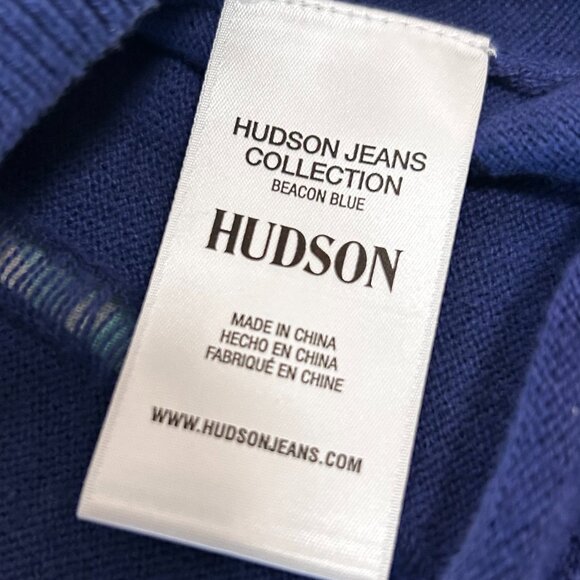 HUDSON JEANS
COLLECTION
BEACON BLUE
HUDSON
MADE IN CHINA
HECHO EN CHINA
FABRIQUÉ EN CHINE
WWW.HUDSONJEANS.COM